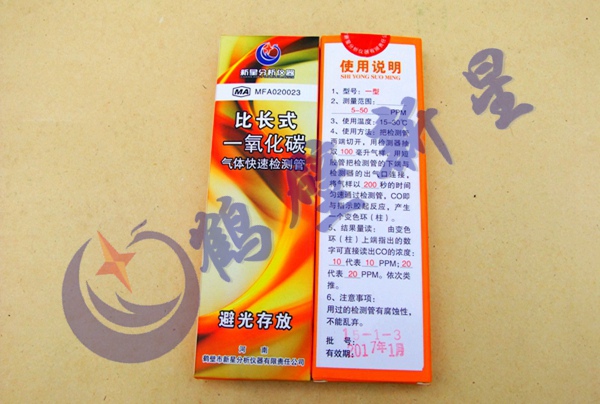 新星分析仪器
MA MFA020023
比长式
一氧化碳
气体快速检测管
避光存放
河 南
鹤壁市新星分析仪器有限责任公司
使用说明
SHI YONG SUO MING
1、型号：一型
2、测量范围：
5-50 PPM
3、使用温度：15-30℃
4、使用方法：把检测管
两端切开，用检测器抽
取100毫升气样，用短
胶管把检测管的下端与
检测器的出气口连接，
将气样以200秒的时间
匀速通过检测管，CO即
与指示胶起反应，产生
一个变色环（柱）。
5、结果量读：由变色
环（柱）上端指出的数
字可直接读出CO的浓度：
10代表10 PPM；20
代表20 PPM。依次类
推。
6、注意事项：
用过的检测管有腐蚀性，
不能乱弃。
批 号：15-1-3
有效期：2017年1月
鹤壁新星